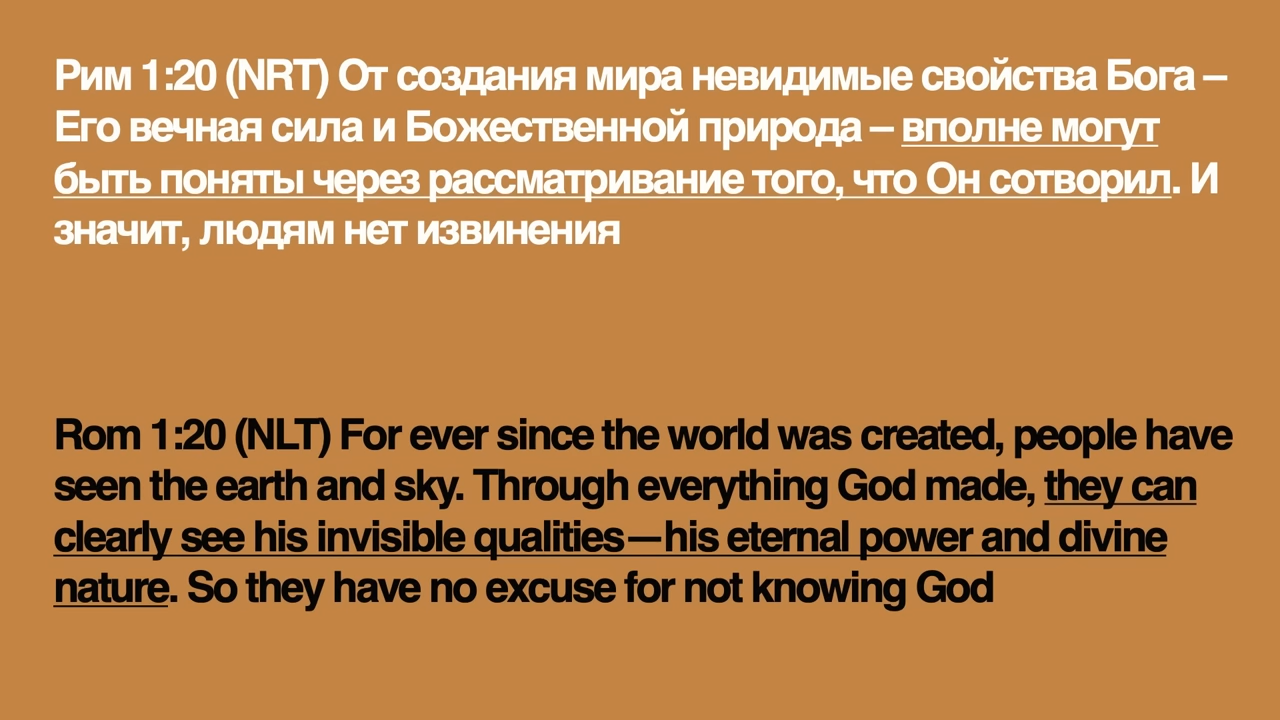 Рим 1:20 (NRT) От создания мира невидимые свойства Бога –
Его вечная сила и Божественной природа – вполне могут
быть поняты через рассматривание того, что Он сотворил. И
значит, людям нет извинения
Rom 1:20 (NLT) For ever since the world was created, people have
seen the earth and sky. Through everything God made, they can
clearly see his invisible qualities—his eternal power and divine
nature. So they have no excuse for not knowing God